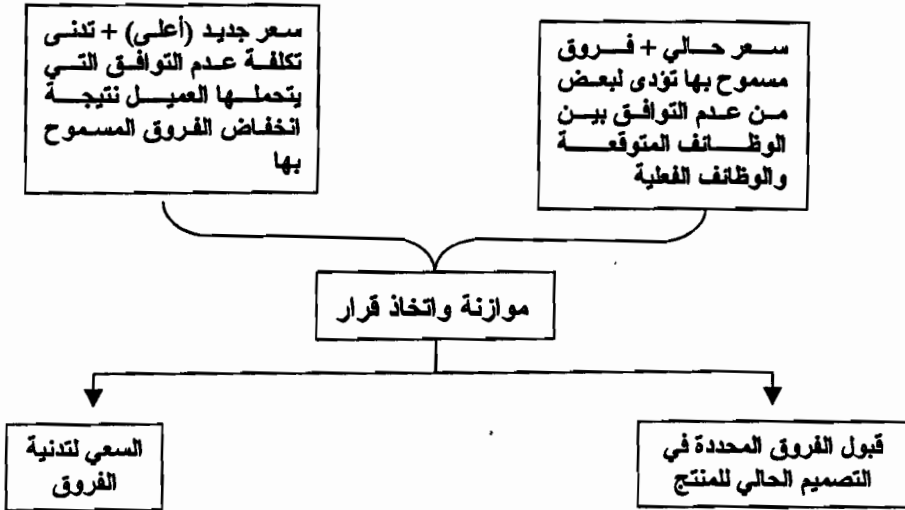 سعر حالي + فروق
مسموح بها تؤدى لبعض
من عدم التوافق بين
الوظائف المتوقعة
والوظائف الفعلية
سعر جديد (أعلى) + تدنى
تكلفة عدم التوافق التي
يتحملها العميل نتيجة
انخفاض الفروق المسموح
بها
موازنة واتخاذ قرار
قبول الفروق المحددة في
التصميم الحالي للمنتج
السعي لتدنية
الفروق